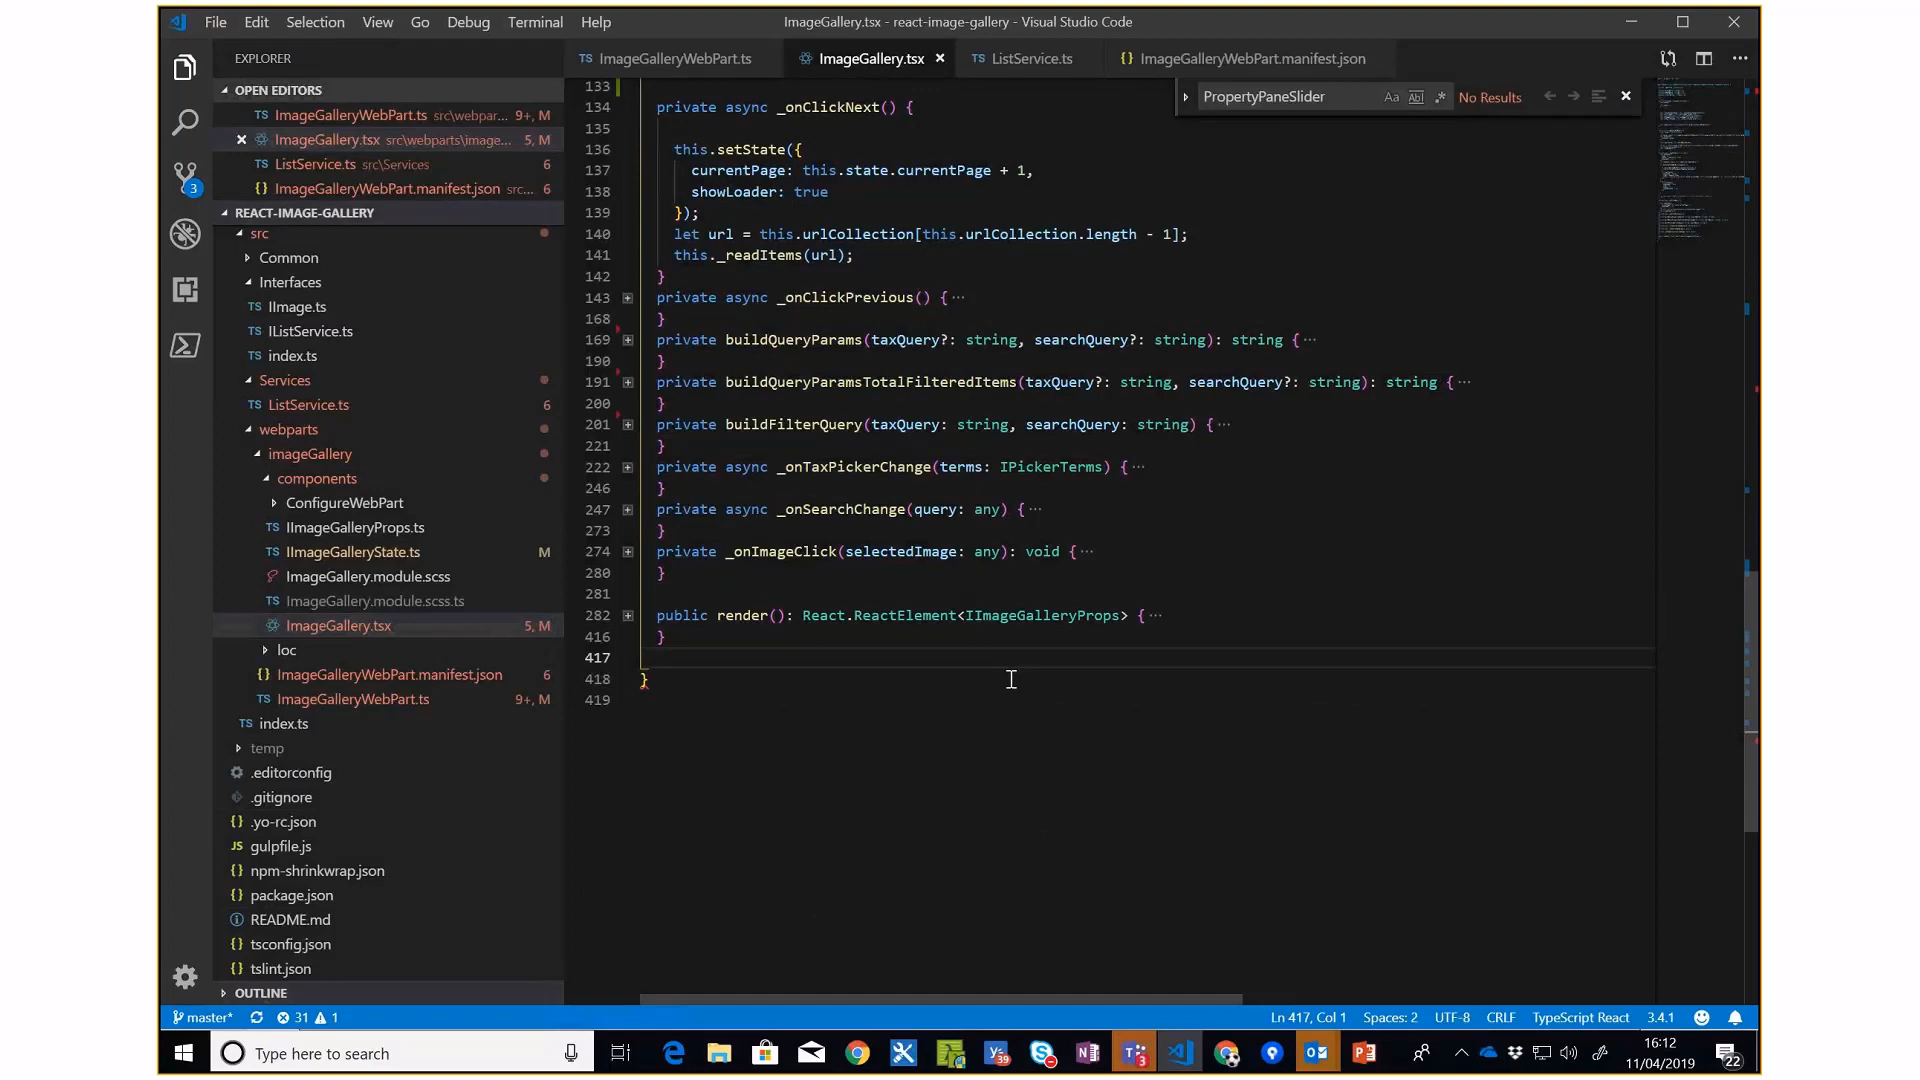 File Edit Selection View Go Debug Terminal Help
ImageGallery.tsx - react-image-gallery - Visual Studio Code
EXPLORER
OPEN EDITORS
ImageGalleryWebPart.ts src\webpar... 9+, M
ImageGallery.tsx src\webparts\image... 5, M
ListService.ts src\Services 6
ImageGalleryWebPart.manifest.json src... 6
REACT-IMAGE-GALLERY
src
Common
Interfaces
TS IImage.ts
TS IListService.ts
TS index.ts
Services
TS ListService.ts 6
webparts
imageGallery
components
ConfigureWebPart
TS IImageGalleryProps.ts
TS IImageGalleryState.ts M
ImageGallery.module.scss
TS ImageGallery.module.scss.ts
ImageGallery.tsx 5, M
loc
{} ImageGalleryWebPart.manifest.json 6
TS ImageGalleryWebPart.ts 9+, M
TS index.ts
temp
.editorconfig
.gitignore
{} .yo-rc.json
JS gulpfile.js
{} npm-shrinkwrap.json
{} package.json
README.md
{} tsconfig.json
{} tslint.json
OUTLINE
3
TS ImageGalleryWebPart.ts ImageGallery.tsx TS ListService.ts {} ImageGalleryWebPart.manifest.json
PropertyPaneSlider Aa Abl .* No Results
133
134 private async _onClickNext() {
135
136 this.setState({
137 currentPage: this.state.currentPage + 1,
138 showLoader: true
139 });
140 let url = this.urlCollection[this.urlCollection.length - 1];
141 this._readItems(url);
142 }
143 private async _onClickPrevious() {...
168 }
169 private buildQueryParams(taxQuery?: string, searchQuery?: string): string {...
190 }
191 private buildQueryParamsTotalFilteredItems(taxQuery?: string, searchQuery?: string): string {...
200 }
201 private buildFilterQuery(taxQuery: string, searchQuery: string) {...
221 }
222 private async _onTaxPickerChange(terms: IPickerTerms) {...
246 }
247 private async _onSearchChange(query: any) {...
273 }
274 private _onImageClick(selectedImage: any): void {...
280 }
281
282 public render(): React.ReactElement<IImageGalleryProps> {...
416 }
417
418 }
419
master* 31 1 Ln 417, Col 1 Spaces: 2 UTF-8 CRLF TypeScript React 3.4.1
Type here to search
16:12
11/04/2019
22